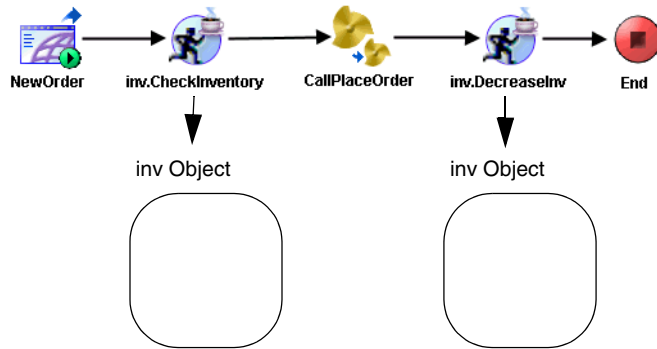 NewOrder inv.CheckInventory CallPlaceOrder inv.DecreaseInv End
inv Object inv Object